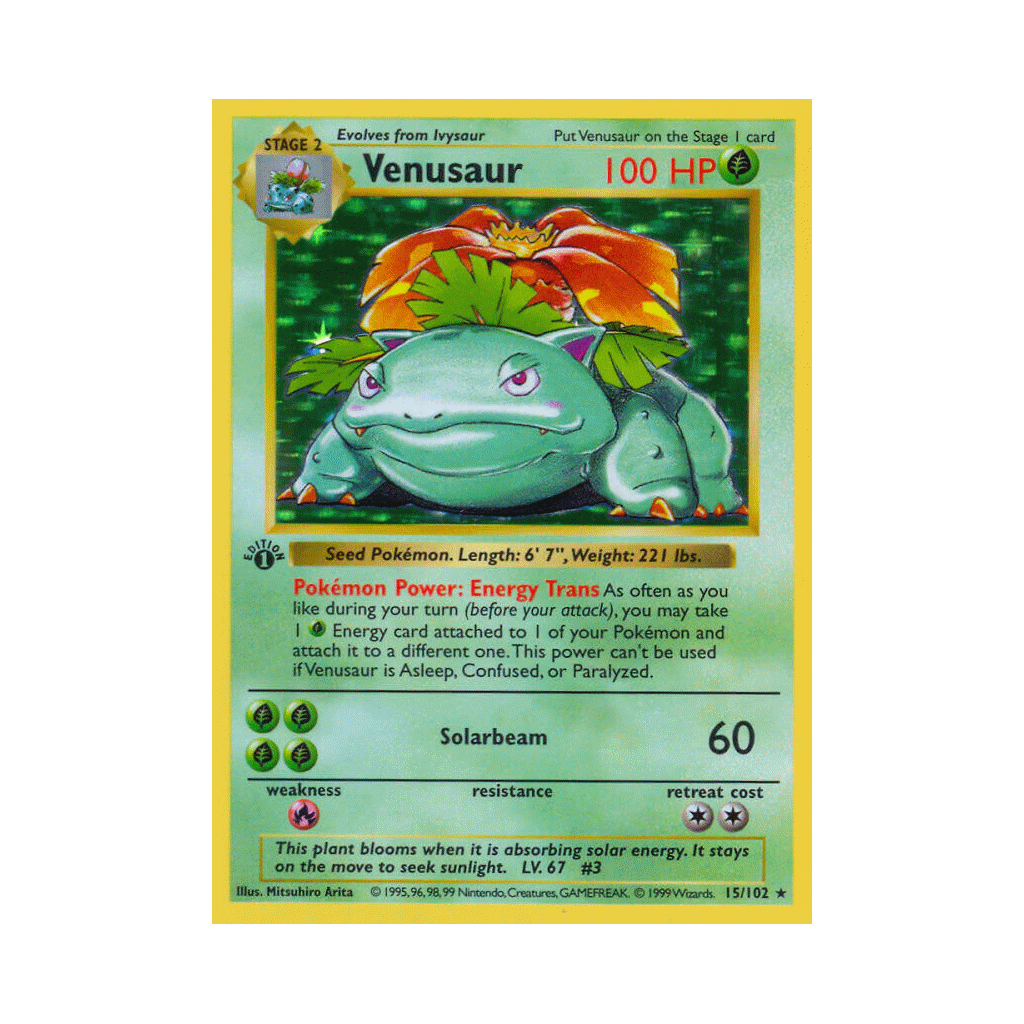 Evolves from Ivysaur Put Venusaur on the Stage 1 card
STAGE 2
Venusaur 100 HP
EDITION 1
Seed Pokémon. Length: 6' 7", Weight: 221 lbs.
Pokémon Power: Energy Trans As often as you
like during your turn (before your attack), you may take
1 Energy card attached to 1 of your Pokémon and
attach it to a different one. This power can't be used
if Venusaur is Asleep, Confused, or Paralyzed.
Solarbeam 60
weakness resistance retreat cost
This plant blooms when it is absorbing solar energy. It stays
on the move to seek sunlight. LV. 67 #3
Illus. Mitsuhiro Arita © 1995, 96, 98, 99 Nintendo, Creatures, GAMEFREAK. © 1999 Wizards. 15/102 ★